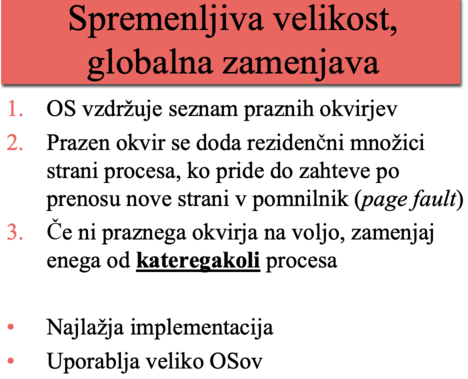 Spremenljiva velikost,
globalna zamenjava
1. OS vzdržuje seznam praznih okvirjev
2. Prazen okvir se doda rezidenčni množici
strani procesa, ko pride do zahteve po
prenosu nove strani v pomnilnik (page fault)
3. Če ni praznega okvirja na voljo, zamenjaj
enega od kateregakoli procesa
• Najlažja implementacija
• Uporablja veliko OSov